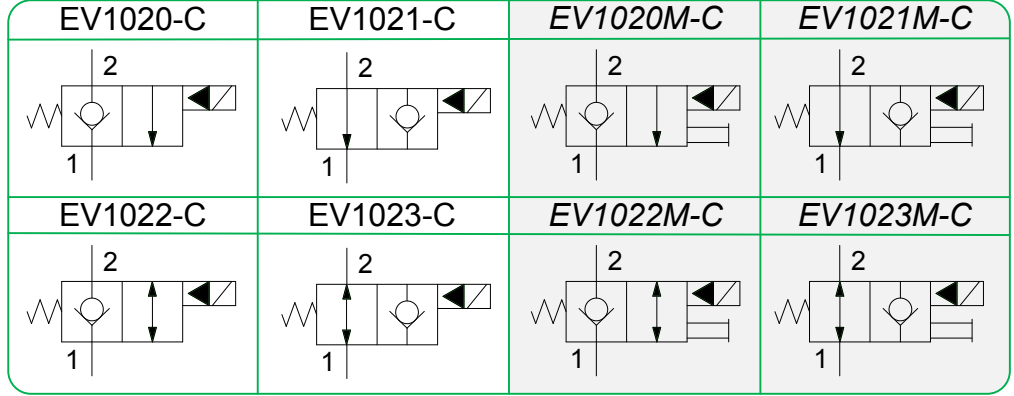 EV1020-C EV1021-C EV1020M-C EV1021M-C
2 2 2 2
1 1 1 1
EV1022-C EV1023-C EV1022M-C EV1023M-C
2 2 2 2
1 1 1 1